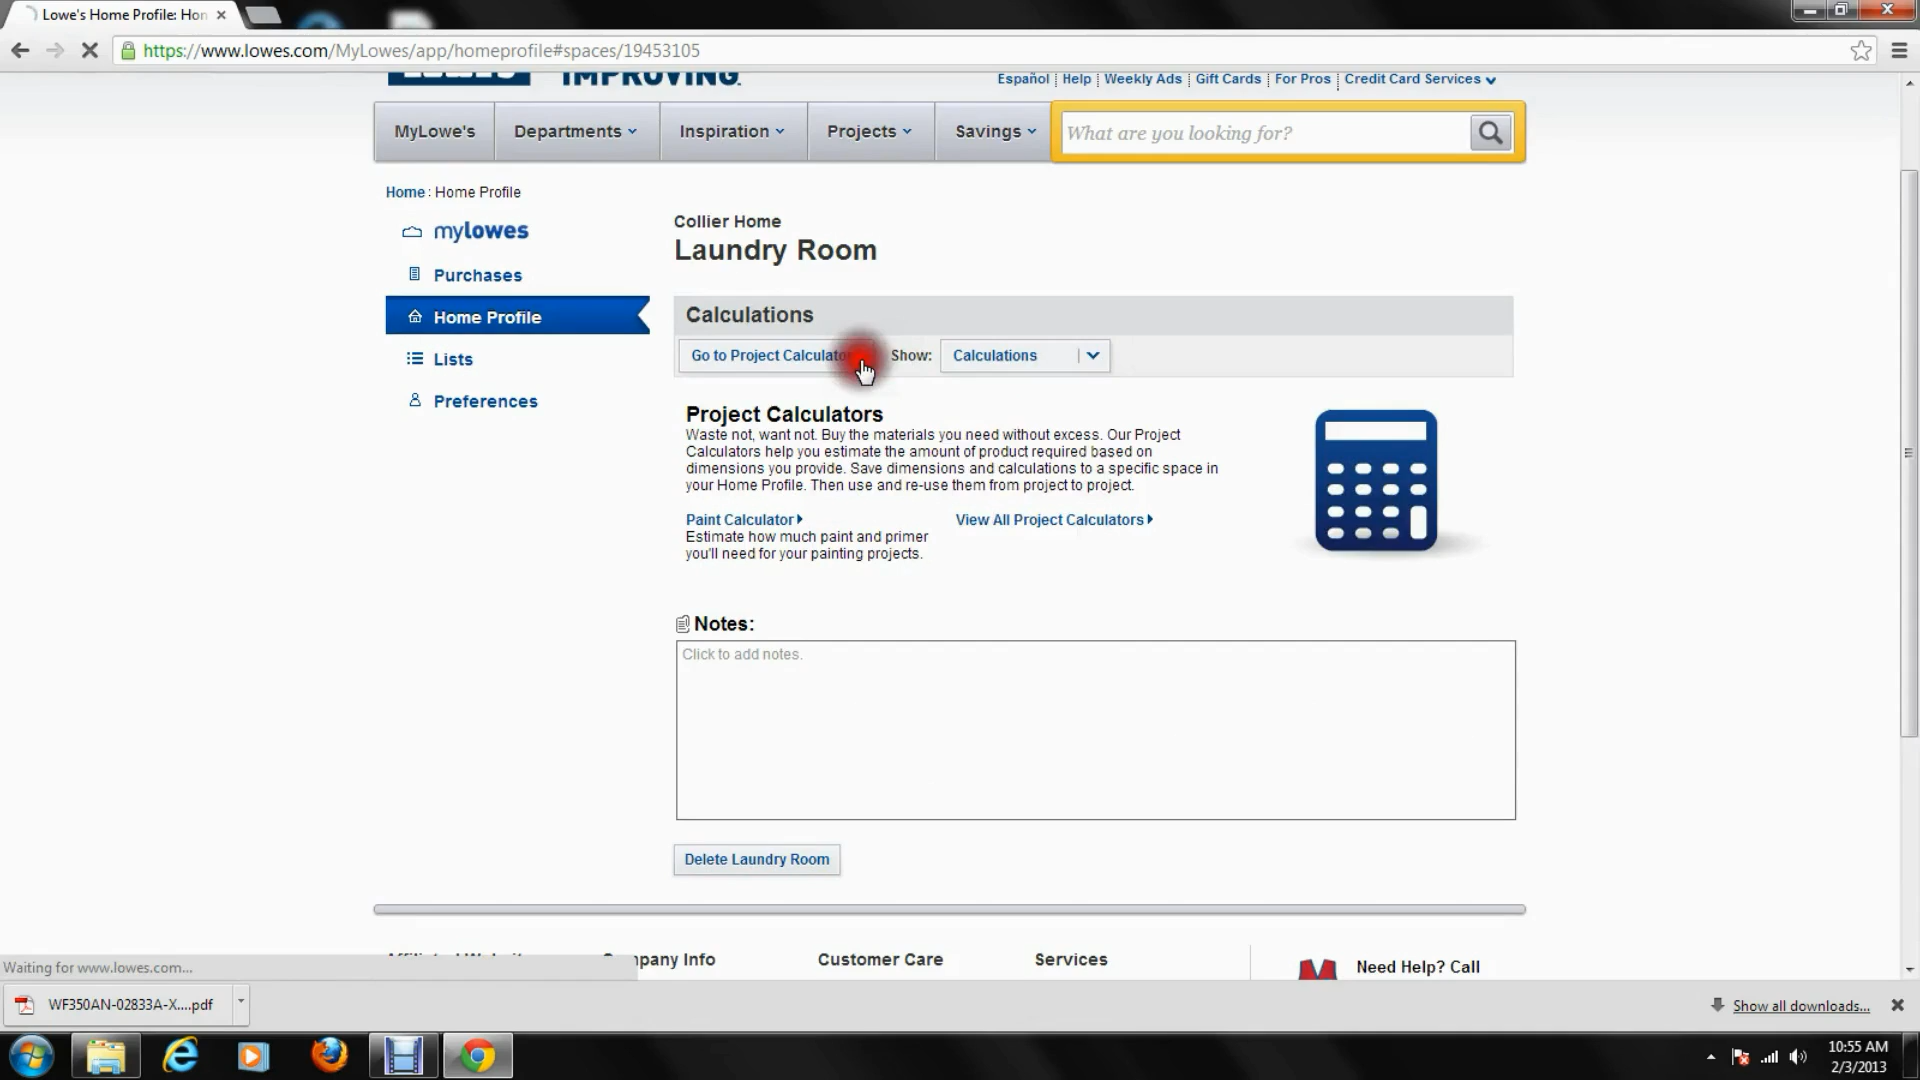 Lowe's Home Profile: Hon
https://www.lowes.com/MyLowes/app/homeprofile#spaces/19453105
IMPROVING.
Español | Help | Weekly Ads | Gift Cards | For Pros | Credit Card Services
MyLowe's Departments Inspiration Projects Savings What are you looking for?
Home : Home Profile
mylowes
Purchases
Home Profile
Lists
Preferences
Collier Home
Laundry Room
Calculations
Go to Project Calculator Show: Calculations
Project Calculators
Waste not, want not. Buy the materials you need without excess. Our Project
Calculators help you estimate the amount of product required based on
dimensions you provide. Save dimensions and calculations to a specific space in
your Home Profile. Then use and re-use them from project to project.
Paint Calculator View All Project Calculators
Estimate how much paint and primer
you'll need for your painting projects.
Notes:
Click to add notes.
Delete Laundry Room
mpany Info Customer Care Services Need Help? Call
Waiting for www.lowes.com...
WF350AN-02833A-X....pdf Show all downloads...
10:55 AM
2/3/2013